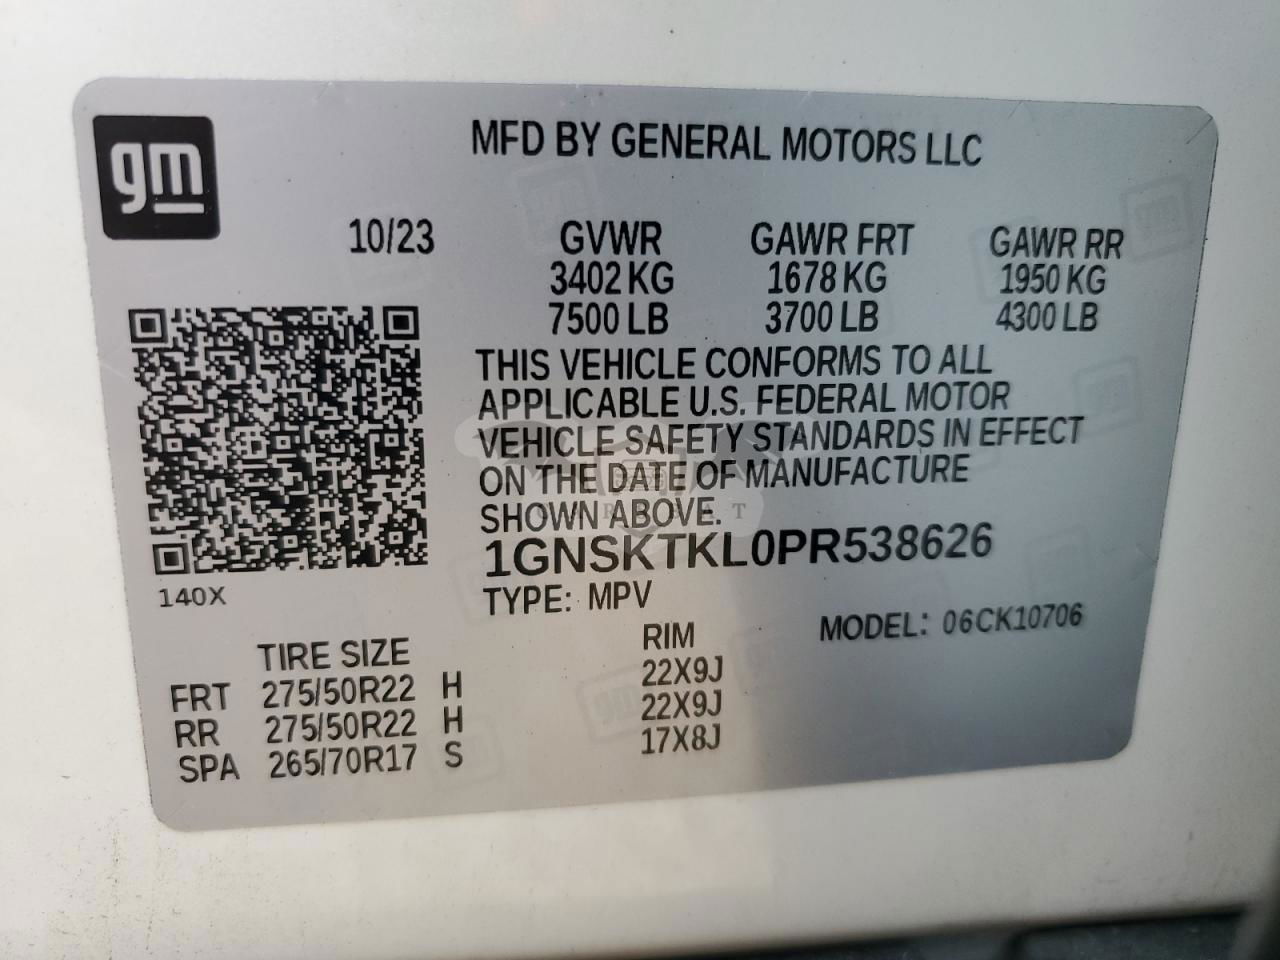 gm
MFD BY GENERAL MOTORS LLC
10/23 GVWR GAWR FRT GAWR RR
3402 KG 1678 KG 1950 KG
7500 LB 3700 LB 4300 LB
THIS VEHICLE CONFORMS TO ALL
APPLICABLE U.S. FEDERAL MOTOR
VEHICLE SAFETY STANDARDS IN EFFECT
ON THE DATE OF MANUFACTURE
SHOWN ABOVE.
1GNSKTKL0PR538626
140X
TYPE: MPV MODEL: 06CK10706
TIRE SIZE RIM
FRT 275/50R22 H 22X9J
RR 275/50R22 H 22X9J
SPA 265/70R17 S 17X8J